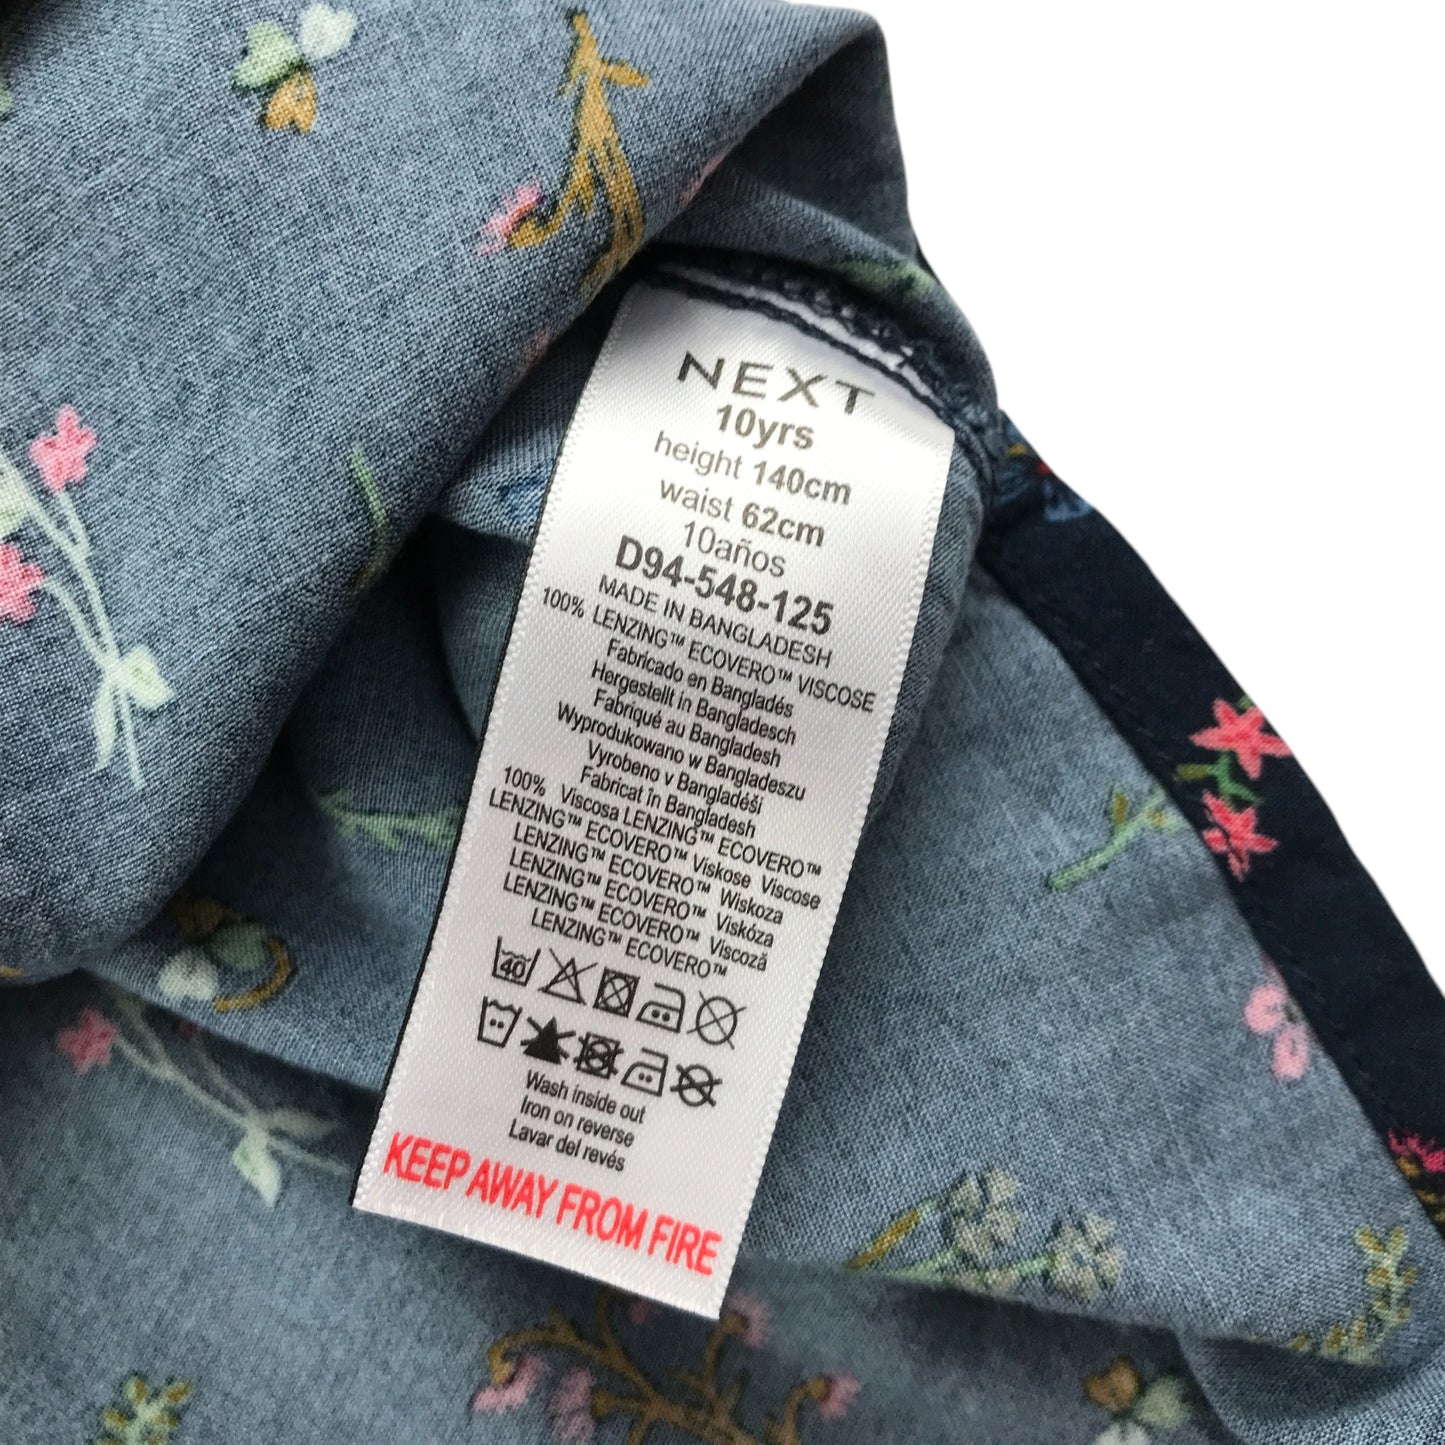 NEXT
10yrs
height 140cm
waist 62cm
10años
D94-548-125
MADE IN BANGLADESH
100% LENZING™ ECOVERO™ VISCOSE
Fabricado en Bangladés
Hergestellt in Bangladesch
Fabriqué au Bangladesh
Wyprodukowano w Bangladeszu
Vyrobeno v Bangladéši
Fabricat în Bangladesh
100% Viscosa LENZING™ ECOVERO™
LENZING™ ECOVERO™ Viskose Viscose
LENZING™ ECOVERO™ Wiskoza
LENZING™ ECOVERO™ Viskóza
LENZING™ ECOVERO™ Viscoză
LENZING™ ECOVERO™
40
Wash inside out
Iron on reverse
Lavar del revés
KEEP AWAY FROM FIRE